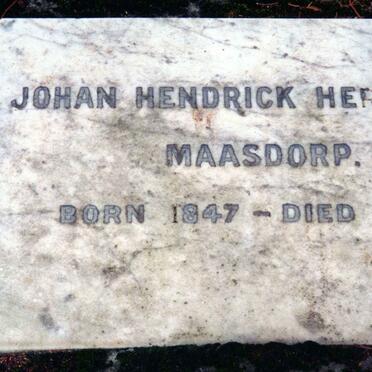 JOHAN HENDRICK
MAASDORP.
BORN 1847 - DIED